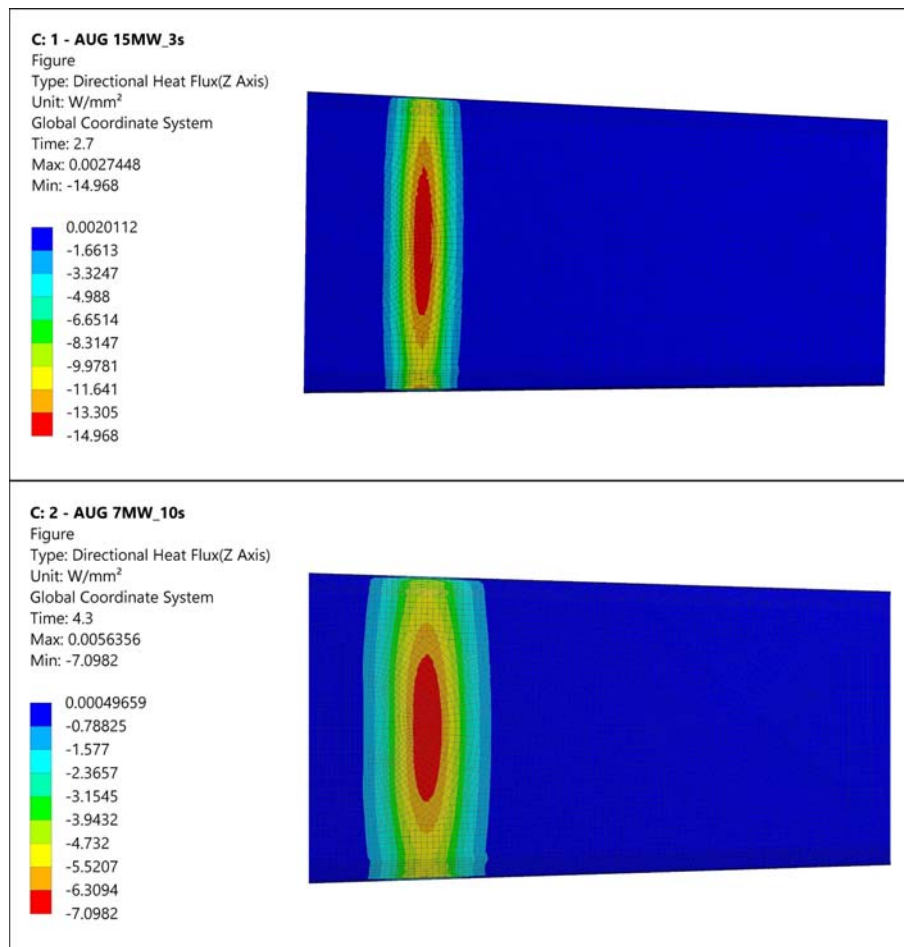 C: 1 - AUG 15MW_3s
Figure
Type: Directional Heat Flux(Z Axis)
Unit: W/mm²
Global Coordinate System
Time: 2.7
Max: 0.0027448
Min: -14.968
0.0020112
-1.6613
-3.3247
-4.988
-6.6514
-8.3147
-9.9781
-11.641
-13.305
-14.968
C: 2 - AUG 7MW_10s
Figure
Type: Directional Heat Flux(Z Axis)
Unit: W/mm²
Global Coordinate System
Time: 4.3
Max: 0.0056356
Min: -7.0982
0.00049659
-0.78825
-1.577
-2.3657
-3.1545
-3.9432
-4.732
-5.5207
-6.3094
-7.0982